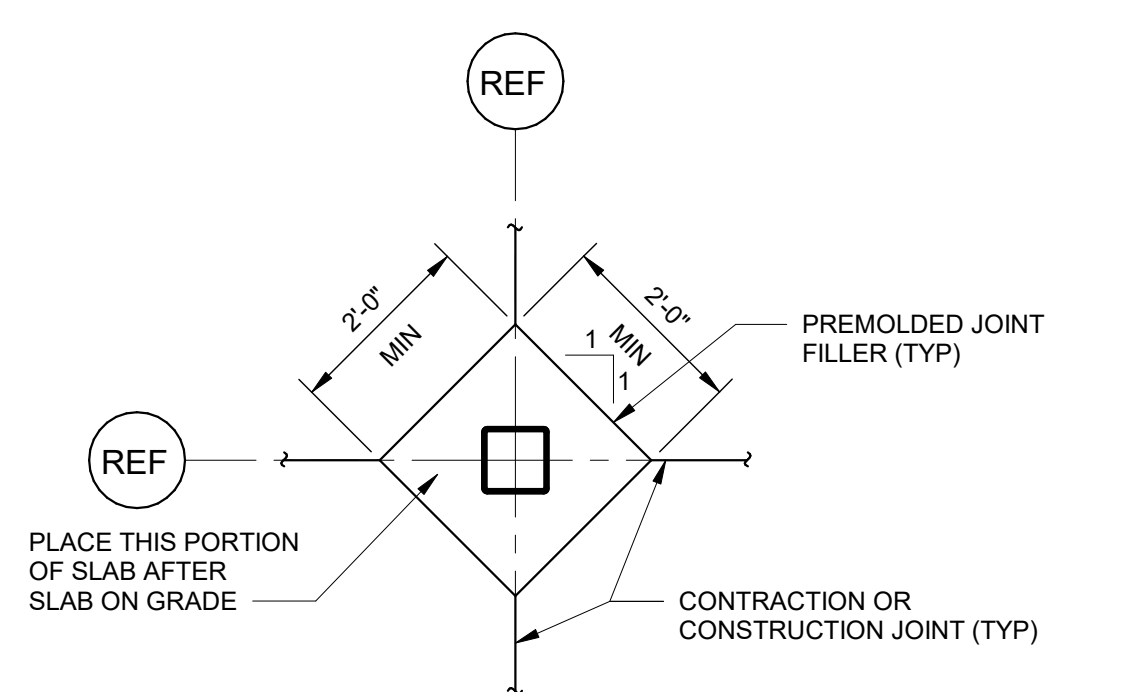 REF
2'-0"
MIN
2'-0"
MIN
1
1
PREMOLDED JOINT
FILLER (TYP)
REF
PLACE THIS PORTION
OF SLAB AFTER
SLAB ON GRADE
CONTRACTION OR
CONSTRUCTION JOINT (TYP)